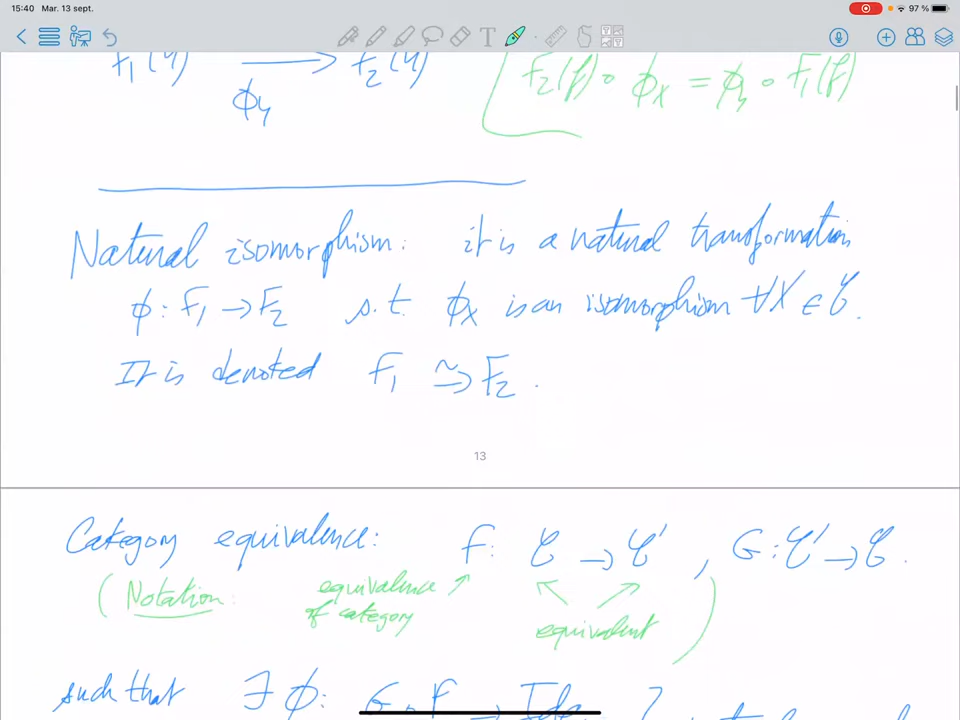 15:40 Mar. 13 sept. 97 %
F₁(Y) → F₂(Y) F₂(f) ∘ ϕ_X = ϕ_Y ∘ F₁(f)
ϕ_Y
Natural isomorphism: it is a natural transformation
ϕ : F₁ → F₂ s.t. ϕ_X is an isomorphism ∀X ∈ 𝒞.
It is denoted F₁ ⥲ F₂.
13
Category equivalence: F: 𝒞 → 𝒞' , G: 𝒞' → 𝒞.
(Notation: equivalence
of category equivalent)
such that ∃ ϕ: G ∘ F →